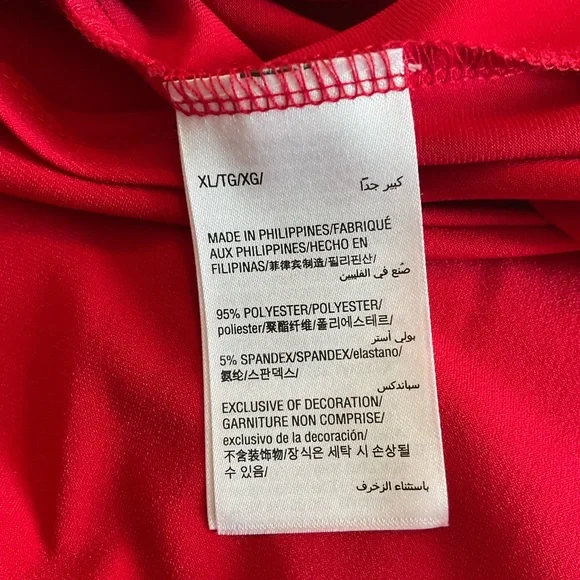 XL/TG/XG/
كبير جداً
MADE IN PHILIPPINES/FABRIQUÉ
AUX PHILIPPINES/HECHO EN
FILIPINAS/菲律宾制造/필리핀산/
صُنع في الفلبين
95% POLYESTER/POLYESTER/
poliester/聚酯纤维/폴리에스테르/
بولي أستر
5% SPANDEX/SPANDEX/elastano/
氨纶/스판덱스/
سباندكس
EXCLUSIVE OF DECORATION/
GARNITURE NON COMPRISE/
exclusivo de la decoración/
不含装饰物/장식은 세탁 시 손상될
수 있음/
باستثناء الزخرف